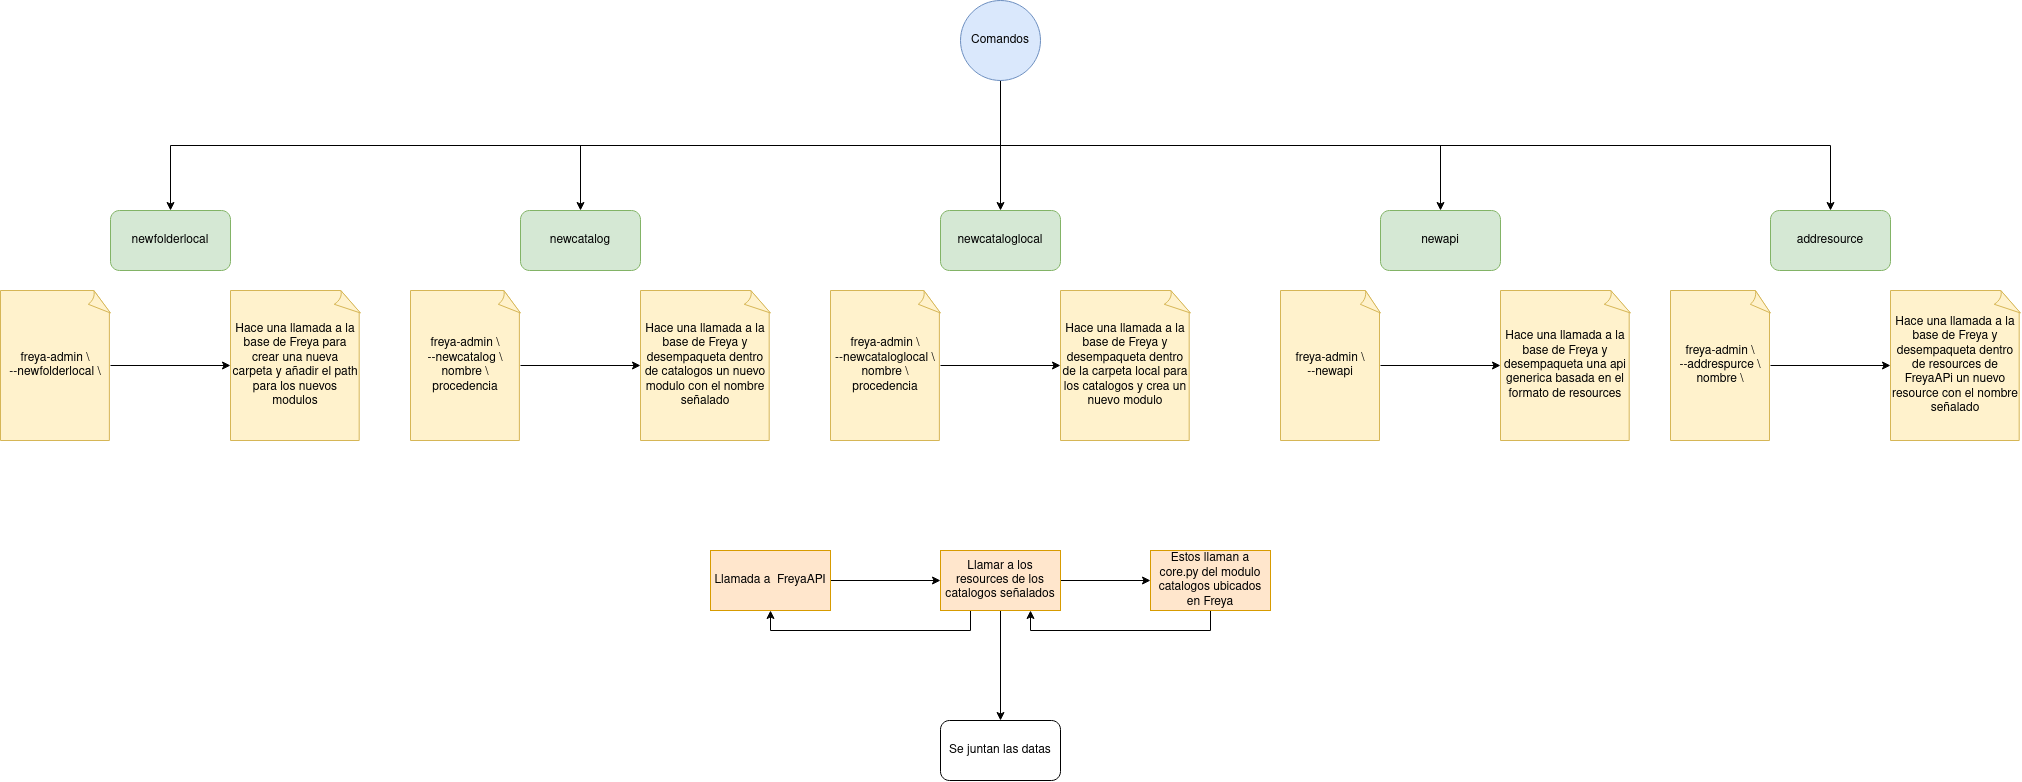 Comandos
newfolderlocal
newcatalog
newcataloglocal
newapi
addresource
freya-admin \
--newfolderlocal \
Hace una llamada a la
base de Freya para
crear una nueva
carpeta y añadir el path
para los nuevos
modulos
freya-admin \
--newcatalog \
nombre \
procedencia
Hace una llamada a la
base de Freya y
desempaqueta dentro
de catalogos un nuevo
modulo con el nombre
señalado
freya-admin \
--newcataloglocal \
nombre \
procedencia
Hace una llamada a la
base de Freya y
desempaqueta dentro
de la carpeta local para
los catalogos y crea un
nuevo modulo
freya-admin \
--newapi
Hace una llamada a la
base de Freya y
desempaqueta una api
generica basada en el
formato de resources
freya-admin \
--addrespurce \
nombre \
Hace una llamada a la
base de Freya y
desempaqueta dentro
de resources de
FreyaAPi un nuevo
resource con el nombre
señalado
Llamada a FreyaAPI
Llamar a los
resources de los
catalogos señalados
Estos llaman a
core.py del modulo
catalogos ubicados
en Freya
Se juntan las datas